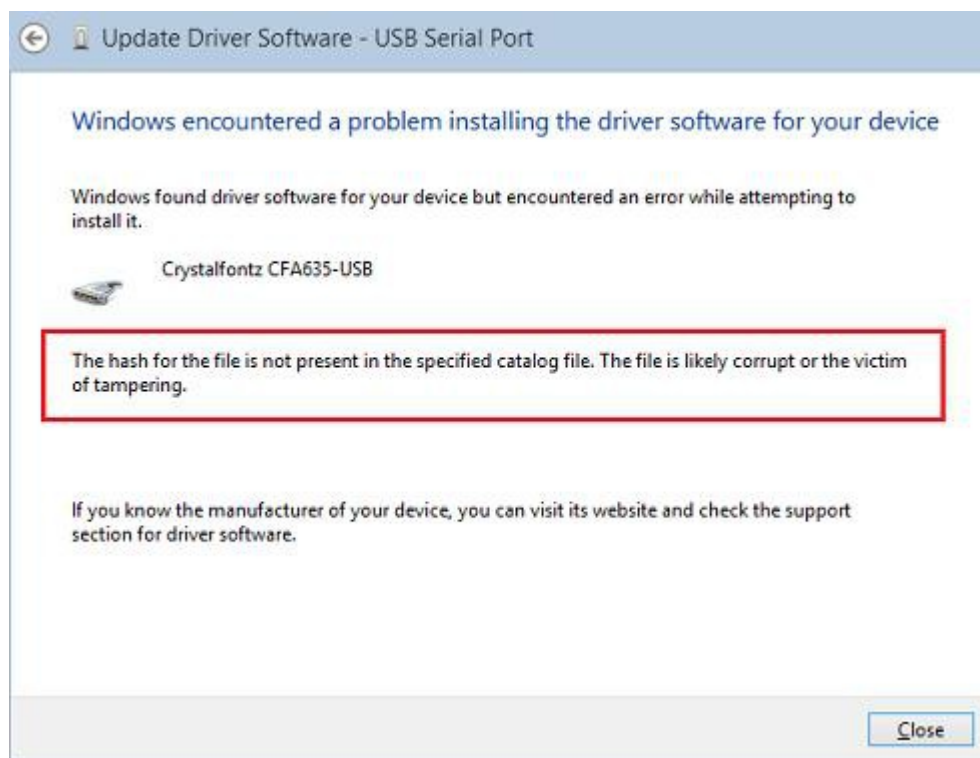 Update Driver Software - USB Serial Port
Windows encountered a problem installing the driver software for your device
Windows found driver software for your device but encountered an error while attempting to
install it.
Crystalfontz CFA635-USB
The hash for the file is not present in the specified catalog file. The file is likely corrupt or the victim
of tampering.
If you know the manufacturer of your device, you can visit its website and check the support
section for driver software.
Close